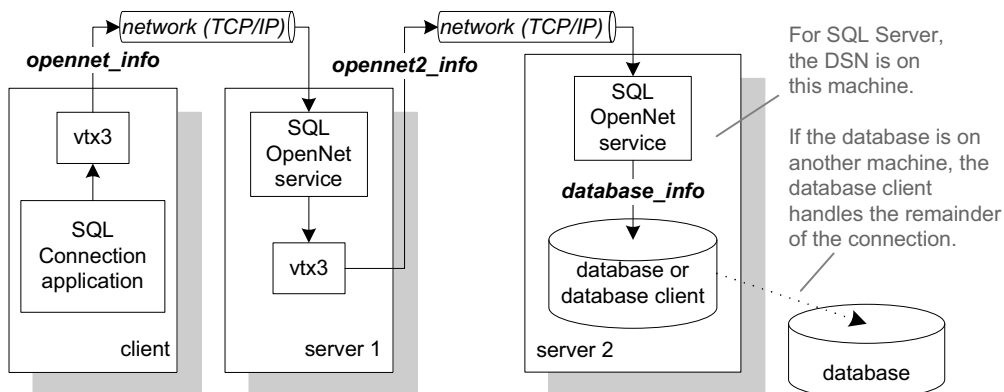 network (TCP/IP)
network (TCP/IP)
opennet_info
opennet2_info
vtx3
SQL
Connection
application
client
SQL
OpenNet
service
vtx3
server 1
SQL
OpenNet
service
database_info
database or
database client
server 2
For SQL Server,
the DSN is on
this machine.
If the database is on
another machine, the
database client
handles the remainder
of the connection.
database